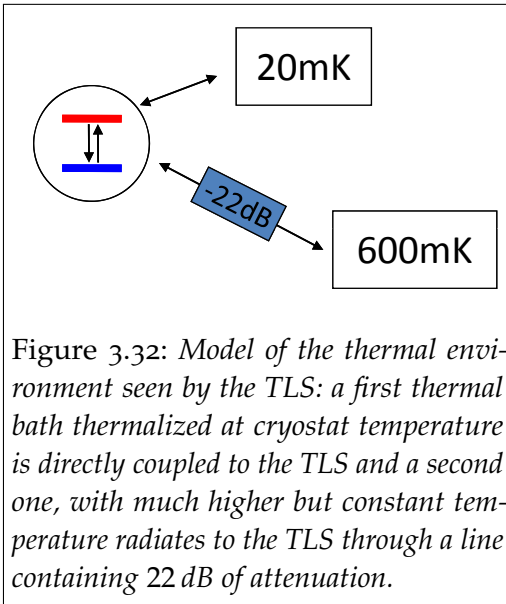 20mK
-22dB
600mK
Figure 3.32: Model of the thermal envi-
ronment seen by the TLS: a first thermal
bath thermalized at cryostat temperature
is directly coupled to the TLS and a second
one, with much higher but constant tem-
perature radiates to the TLS through a line
containing 22 dB of attenuation.